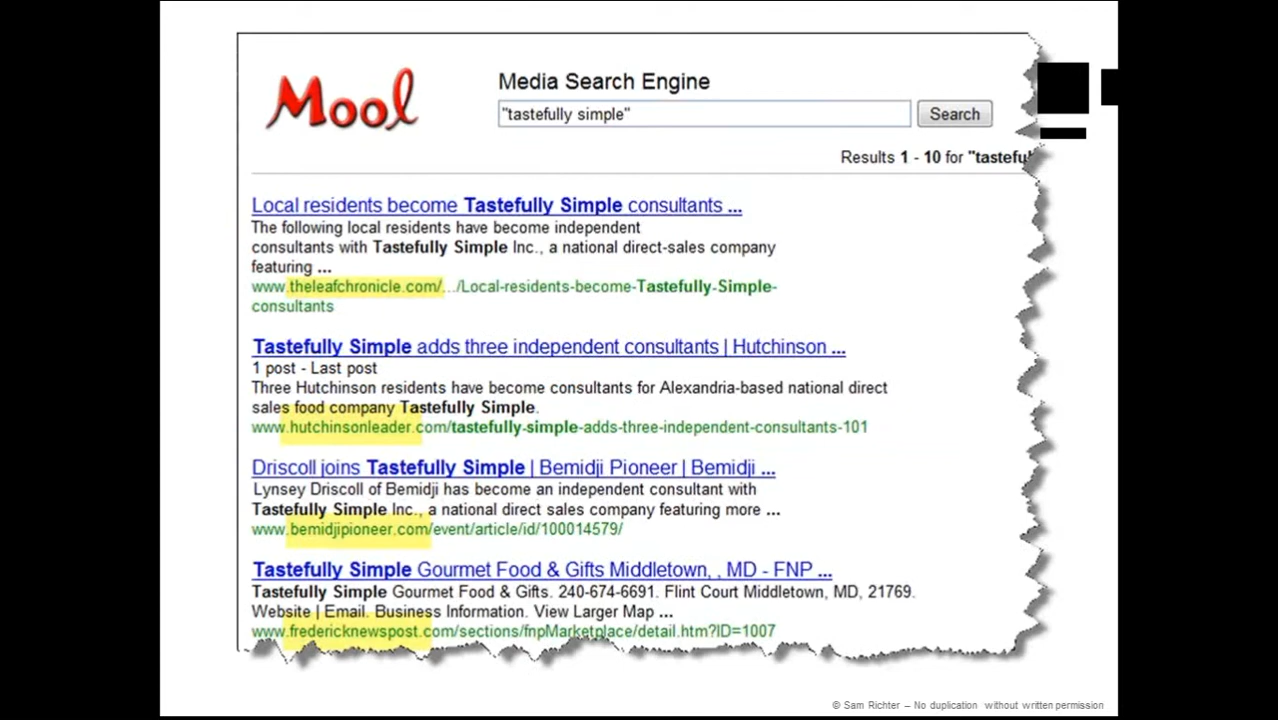 Mool
Media Search Engine
"tastefully simple"
Search
Results 1 - 10 for "tasteful
Local residents become Tastefully Simple consultants ...
The following local residents have become independent
consultants with Tastefully Simple Inc., a national direct-sales company
featuring ...
www.theleafchronicle.com/.../Local-residents-become-Tastefully-Simple-
consultants
Tastefully Simple adds three independent consultants | Hutchinson ...
1 post - Last post
Three Hutchinson residents have become consultants for Alexandria-based national direct
sales food company Tastefully Simple.
www.hutchinsonleader.com/tastefully-simple-adds-three-independent-consultants-101
Driscoll joins Tastefully Simple | Bemidji Pioneer | Bemidji ...
Lynsey Driscoll of Bemidji has become an independent consultant with
Tastefully Simple Inc., a national direct sales company featuring more ...
www.bemidjipioneer.com/event/article/id/100014579/
Tastefully Simple Gourmet Food & Gifts Middletown, , MD - FNP ...
Tastefully Simple Gourmet Food & Gifts. 240-674-6691. Flint Court Middletown, MD, 21769.
Website | Email. Business Information. View Larger Map ...
www.fredericknewspost.com/sections/fnpMarketplace/detail.htm?ID=1007
© Sam Richter – No duplication without written permission